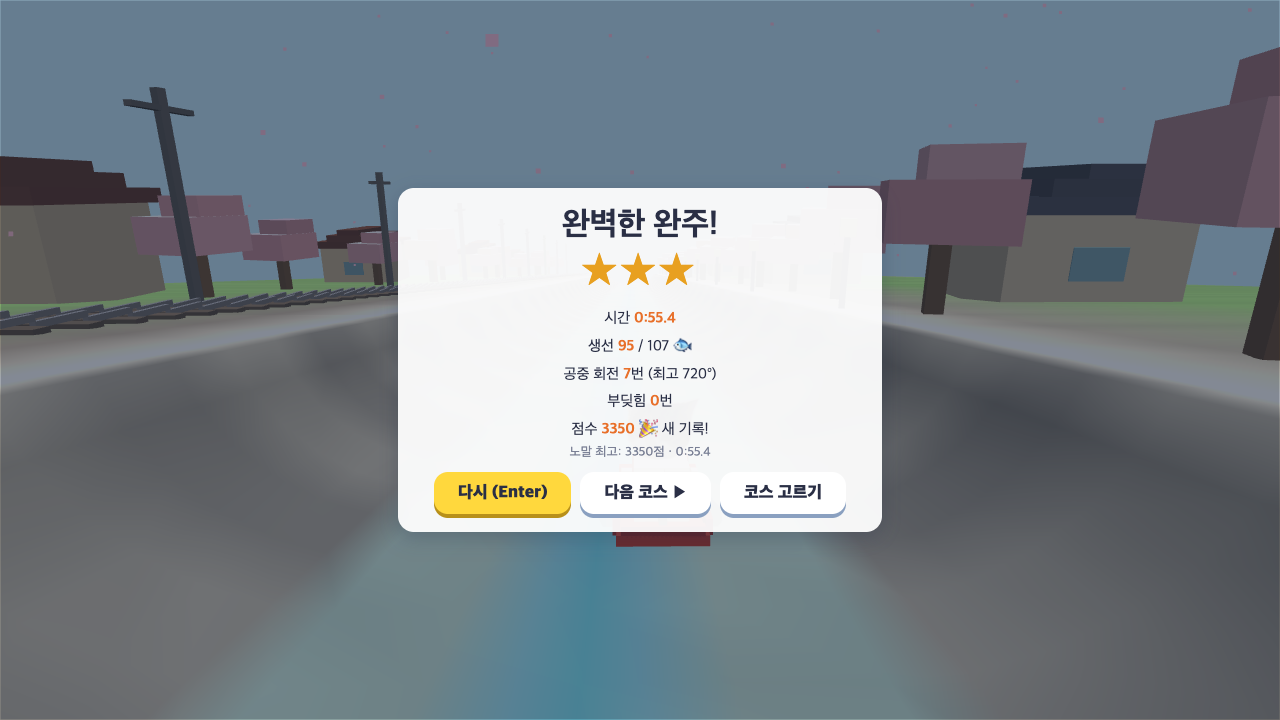 완벽한 완주!
★★★
시간 0:55.4
생선 95 / 107 🐟
공중 회전 7번 (최고 720°)
부딪힘 0번
점수 3350 🎉 새 기록!
노말 최고: 3350점 · 0:55.4
다시 (Enter) 다음 코스 ▶ 코스 고르기